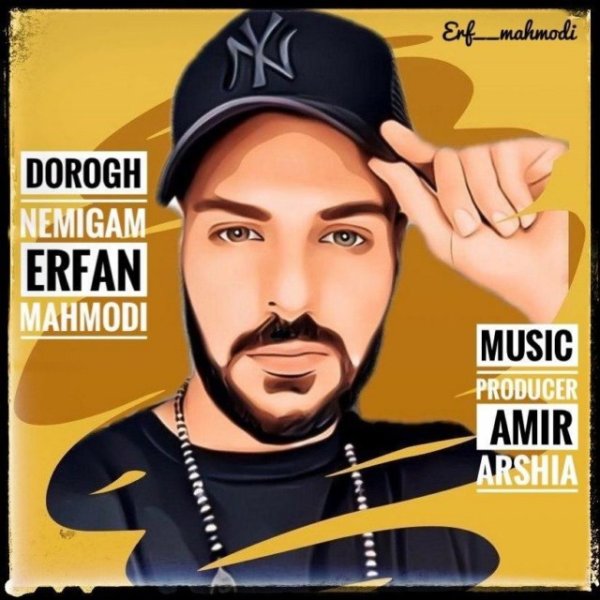 Erf__mahmodi
NY
DOROGH
NEMIGAM
ERFAN
MAHMODI
MUSIC
PRODUCER
AMIR
ARSHIA